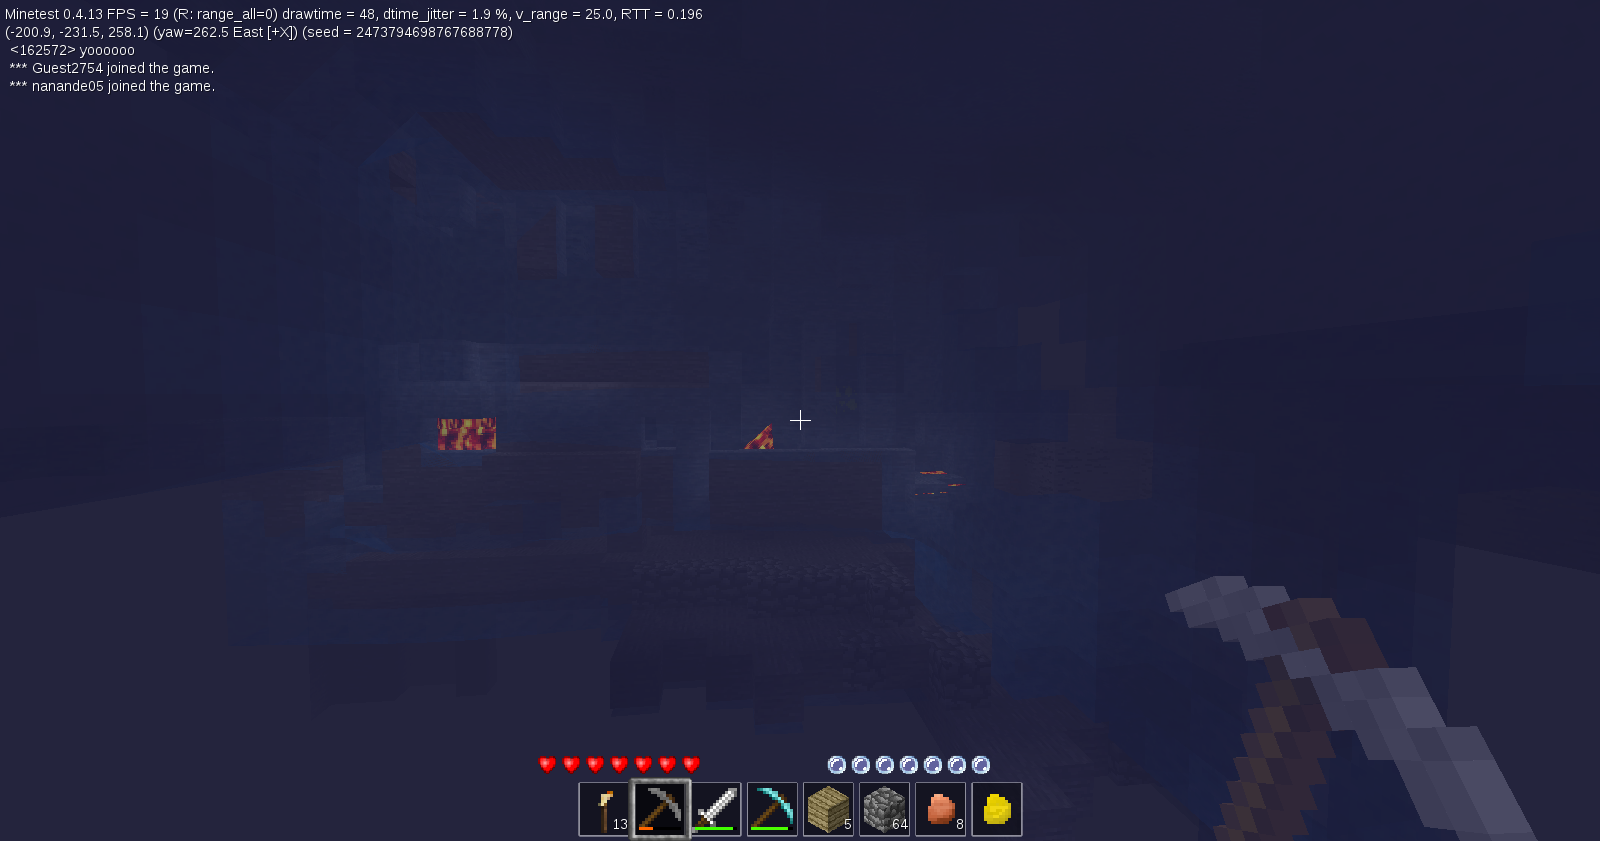 Minetest 0.4.13 FPS = 19 (R: range_all=0) drawtime = 48, dtime_jitter = 1.9 %, v_range = 25.0, RTT = 0.196
(-200.9, -231.5, 258.1) (yaw=262.5 East [+X]) (seed = 2473794698767688778)
<162572> yoooooo
*** Guest2754 joined the game.
*** nanande05 joined the game.
13 5 64 8